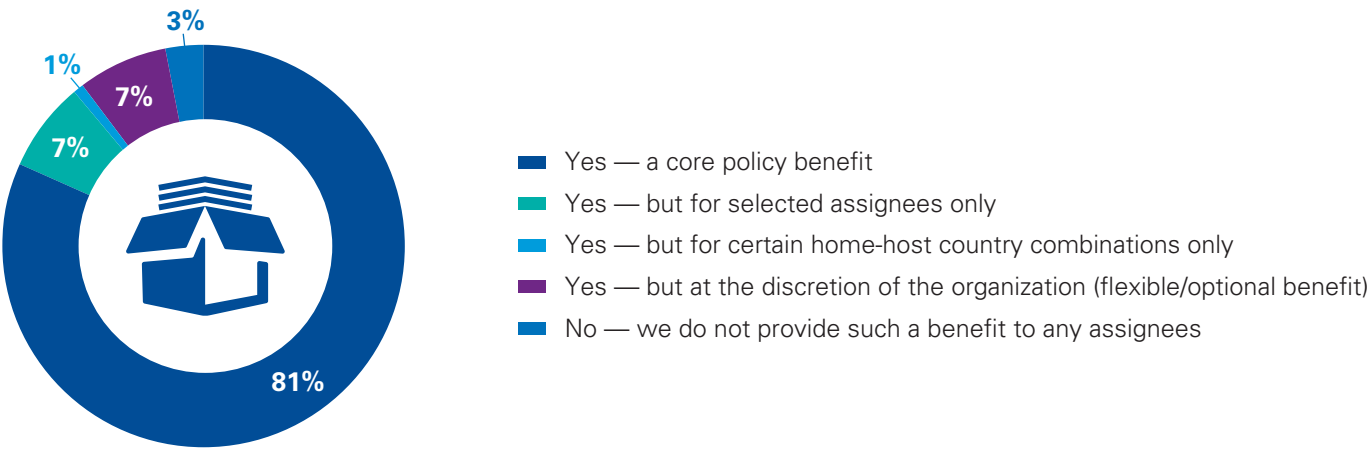 3%
1%
7%
7%
81%
Yes — a core policy benefit
Yes — but for selected assignees only
Yes — but for certain home-host country combinations only
Yes — but at the discretion of the organization (flexible/optional benefit)
No — we do not provide such a benefit to any assignees